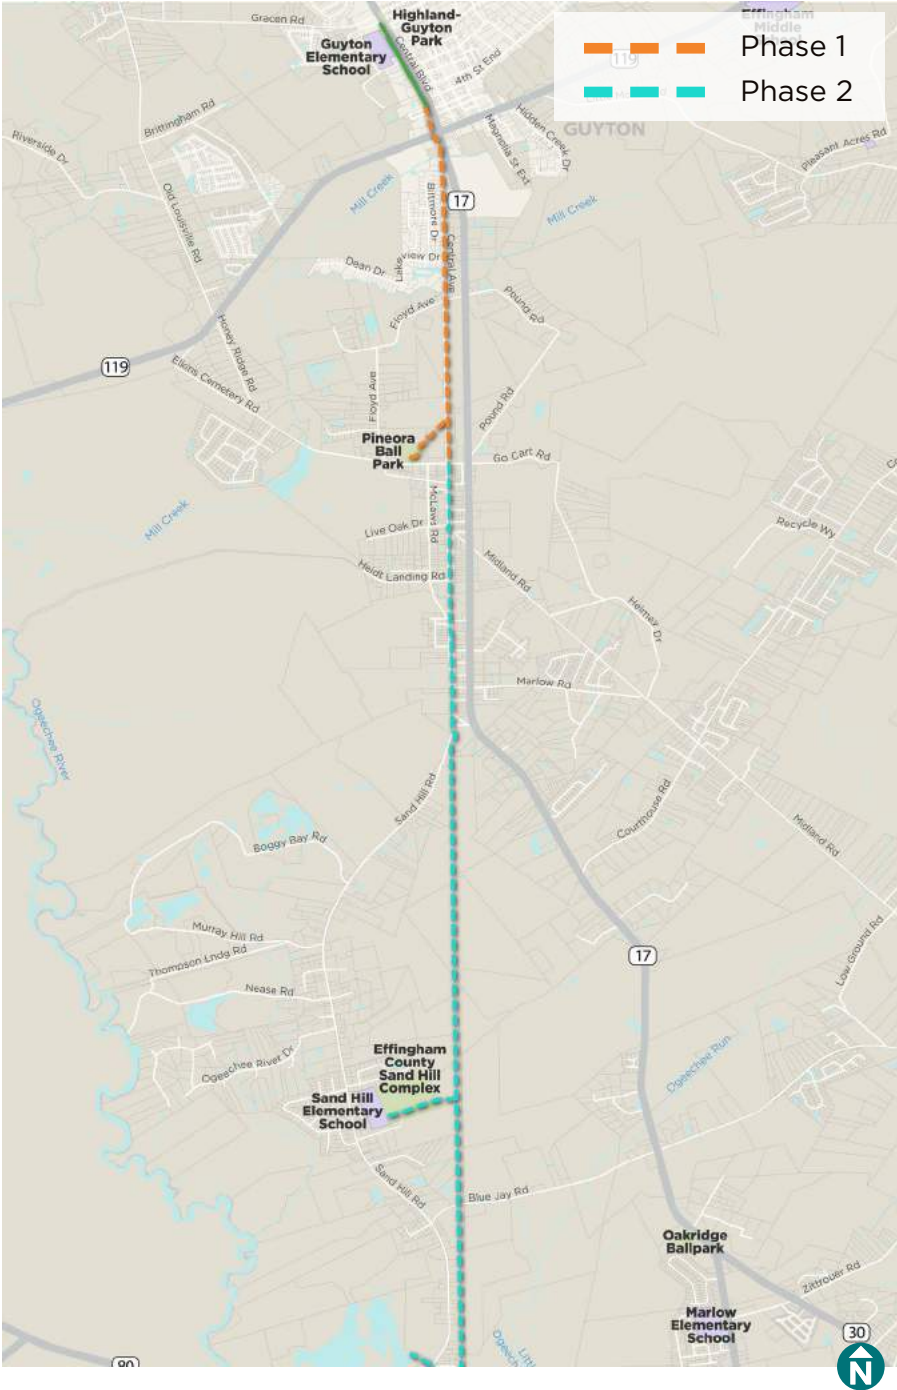 Gracen Rd
Highland-
Guyton
Park
Effingham
Middle
Guyton
Elementary
School
Central Blvd
4th St End
119
Phase 1
Phase 2
GUYTON
Brittingham Rd
Riverside Dr
Hidden Creek Dr
Magnolia St Ext
Pleasant Acres Rd
Old Louisville Rd
Mill Creek
Biltmore Dr
17
Mill Creek
Central Ave
Lake
view Dr
Dean Dr
Floyd Ave
Pound Rd
Honey Ridge Rd
119
Elkins Cemetery Rd
Floyd Ave
Pound Rd
Pineora
Ball
Park
Go Cart Rd
Mill Creek
McLaws Rd
Live Oak Dr
Recycle Wy
Heidt Landing Rd
Midland Rd
Helmex Dr
Marlow Rd
Ogeechee River
Sand Hill Rd
Courthouse Rd
Midland Rd
Boggy Bay Rd
Murray Hill Rd
Thompson Lndg Rd
Nease Rd
17
Low Ground Rd
Ogeechee River Dr
Effingham
County
Sand Hill
Complex
Sand Hill
Elementary
School
Ogeechee Run
Sand Hill Rd
Blue Jay Rd
Oakridge
Ballpark
Zittrouer Rd
Marlow
Elementary
School
30
80
N